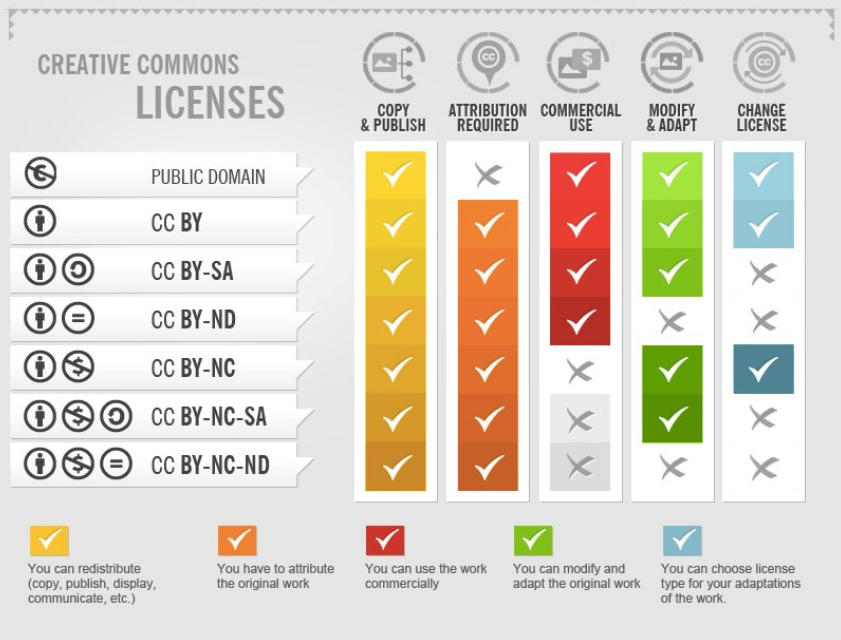 CREATIVE COMMONS
LICENSES
COPY
& PUBLISH
ATTRIBUTION
REQUIRED
COMMERCIAL
USE
MODIFY
& ADAPT
CHANGE
LICENSE
PUBLIC DOMAIN
CC BY
CC BY-SA
CC BY-ND
CC BY-NC
CC BY-NC-SA
CC BY-NC-ND
You can redistribute
(copy, publish, display,
communicate, etc.)
You have to attribute
the original work
You can use the work
commercially
You can modify and
adapt the original work
You can choose license
type for your adaptations
of the work.